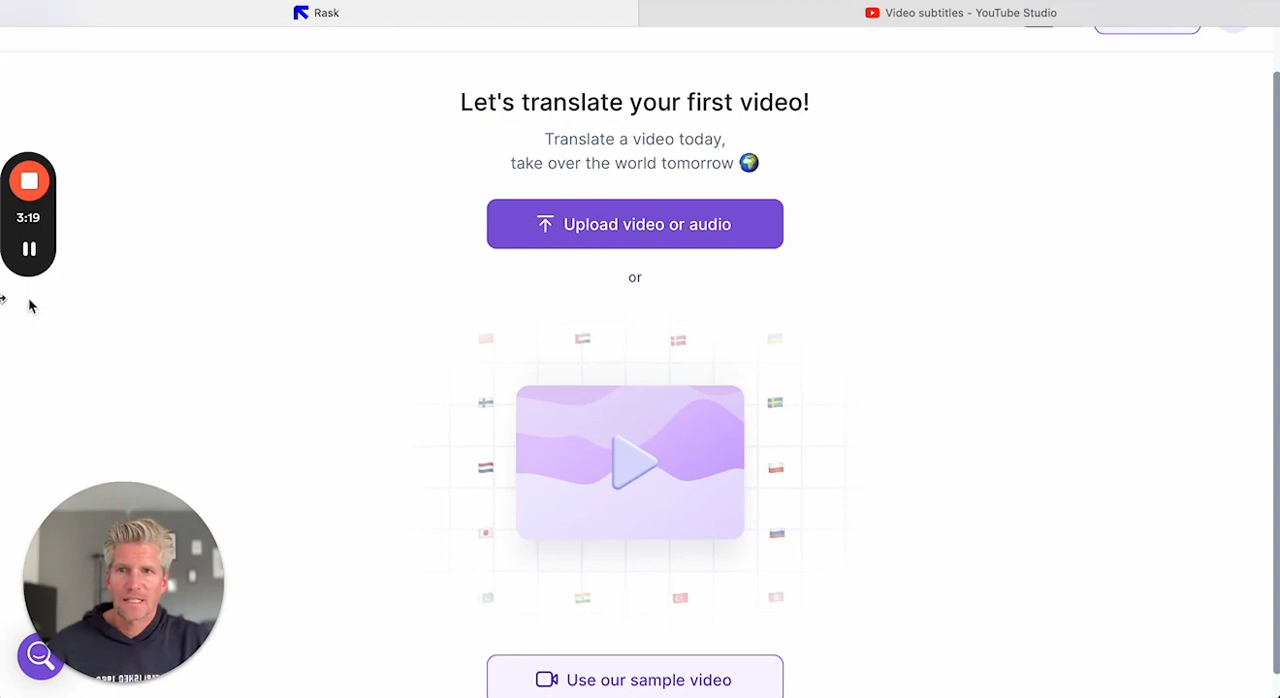 Rask
Video subtitles - YouTube Studio
Let's translate your first video!
Translate a video today,
take over the world tomorrow
3:19
Upload video or audio
or
Use our sample video